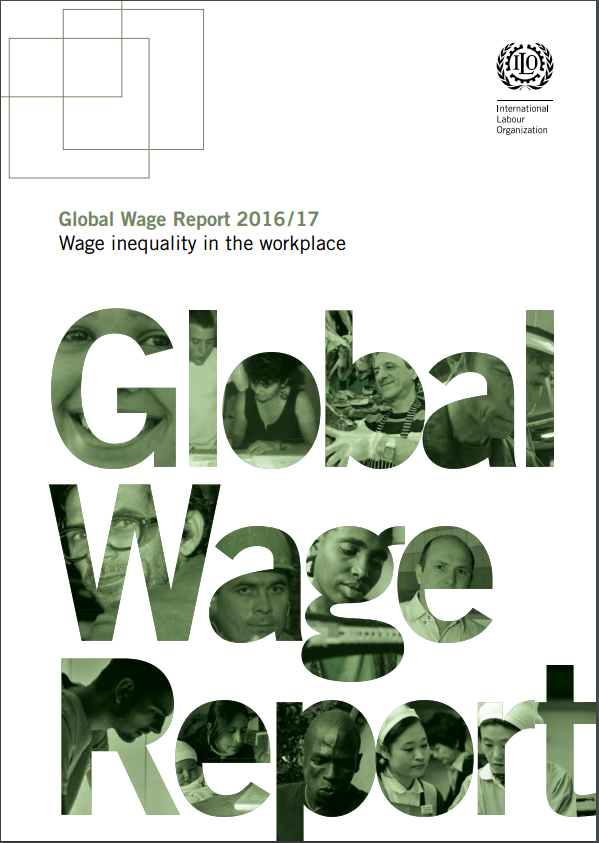 ILO
International
Labour
Organization
Global Wage Report 2016/17
Wage inequality in the workplace
Global
Wage
Report